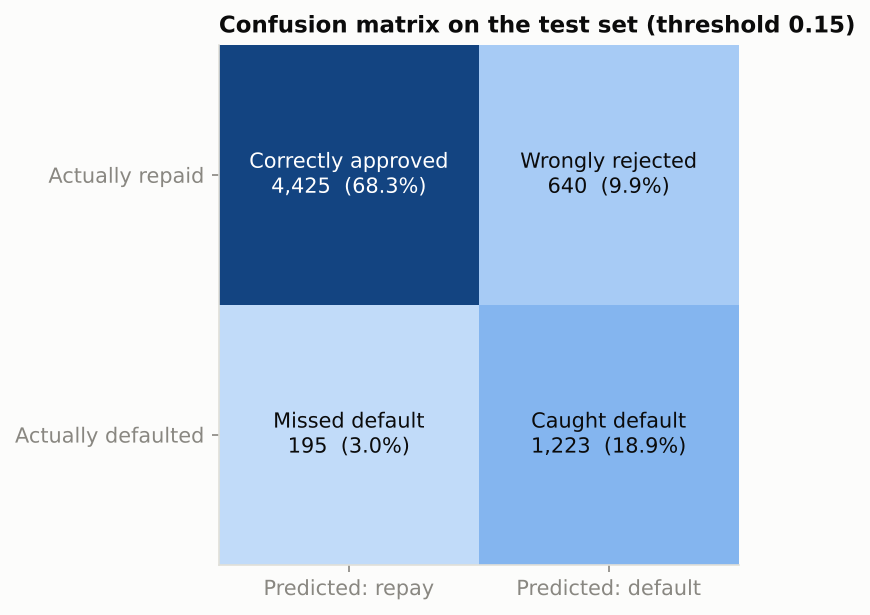 Confusion matrix on the test set (threshold 0.15)
Actually repaid
Correctly approved
4,425 (68.3%)
Wrongly rejected
640 (9.9%)
Actually defaulted
Missed default
195 (3.0%)
Caught default
1,223 (18.9%)
Predicted: repay
Predicted: default